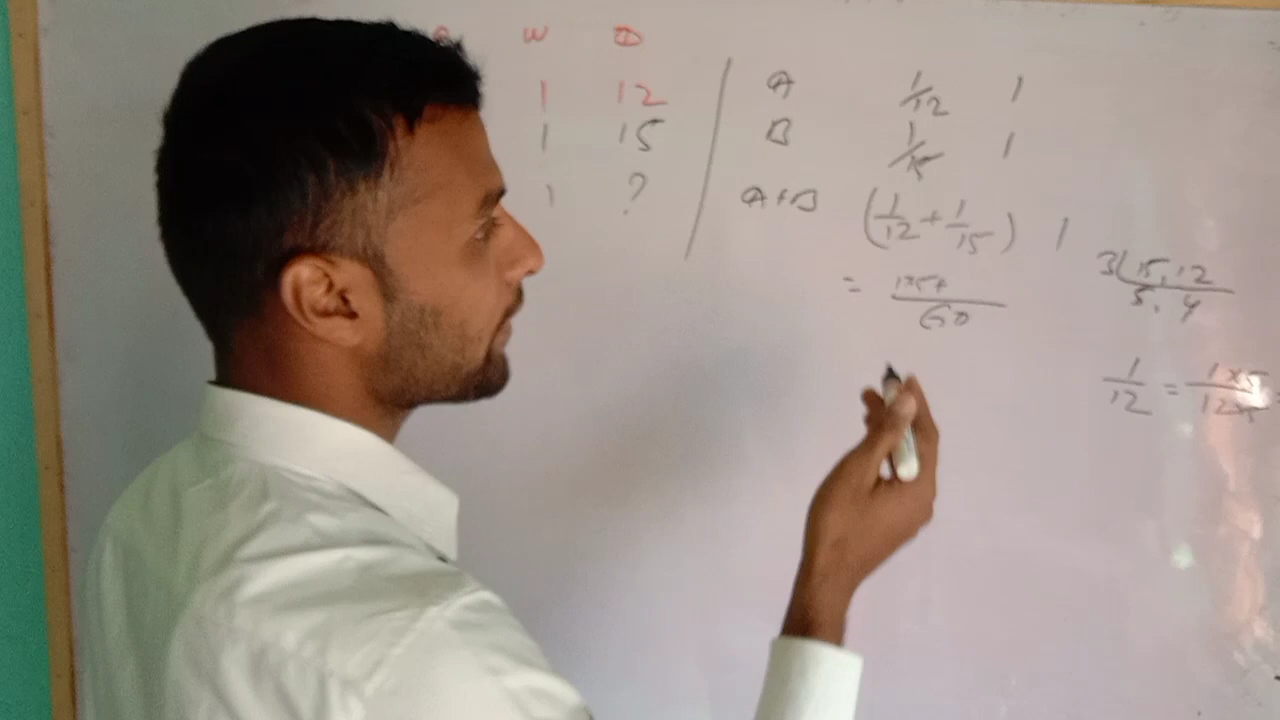 W D
1 12
1 15
1 ?
A 1/12 1
B 1/15 1
A+B (1/12 + 1/15) 1
= 1×5+ / 60
3 | 15, 12
5, 4
1/12 = 1×5 / 12×5